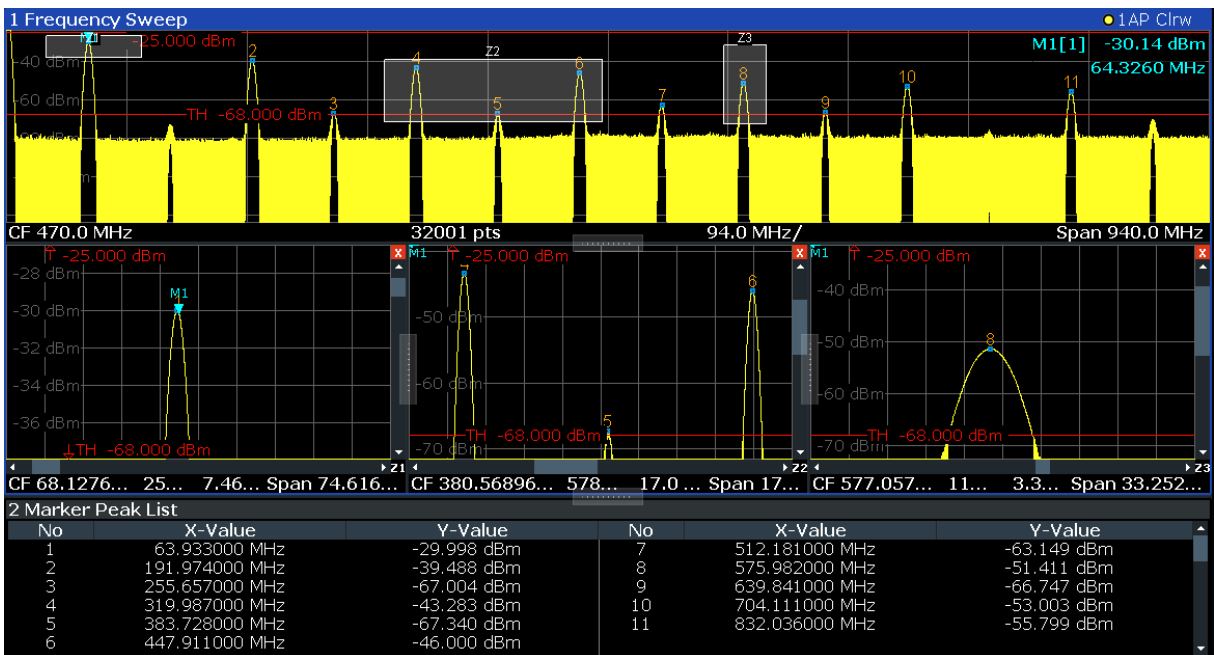 1 Frequency Sweep 1AP Clrw
-25.000 dBm Z2 Z3 M1[1] -30.14 dBm
64.3260 MHz
-40 dBm
2 4 6 8 10 11
-60 dBm 3 5 7 9
TH -68.000 dBm
CF 470.0 MHz 32001 pts 94.0 MHz/ Span 940.0 MHz
-25.000 dBm M1 -25.000 dBm M1 -25.000 dBm
-28 dBm
M1
-30 dBm
-32 dBm
-34 dBm
-36 dBm
TH -68.000 dBm
6
-50 dBm
-60 dBm
5
TH -68.000 dBm
-70 dBm
-40 dBm
8
-50 dBm
-60 dBm
TH -68.000 dBm
-70 dBm
Z1 Z2 Z3
CF 68.1276... 25... 7.46... Span 74.616... CF 380.56896... 578... 17.0 ... Span 17... CF 577.057... 11... 3.3... Span 33.252...
2 Marker Peak List
No X-Value Y-Value No X-Value Y-Value
1 63.933000 MHz -29.998 dBm 7 512.181000 MHz -63.149 dBm
2 191.974000 MHz -39.488 dBm 8 575.982000 MHz -51.411 dBm
3 255.657000 MHz -67.004 dBm 9 639.841000 MHz -66.747 dBm
4 319.987000 MHz -43.283 dBm 10 704.111000 MHz -53.003 dBm
5 383.728000 MHz -67.340 dBm 11 832.036000 MHz -55.799 dBm
6 447.911000 MHz -46.000 dBm